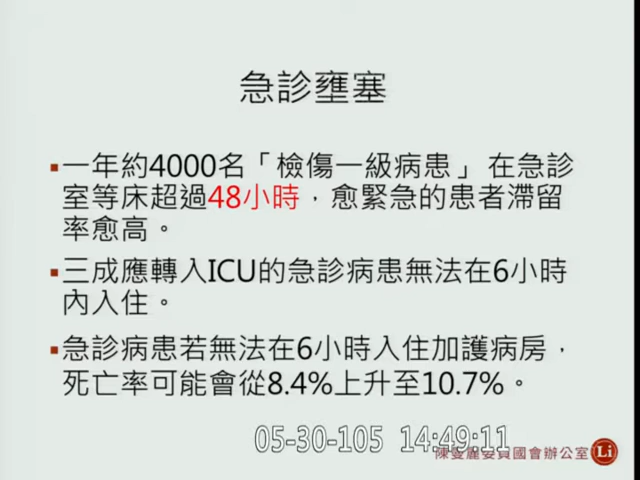 急診壅塞
▪一年約4000名「檢傷一級病患」在急診
室等床超過48小時，愈緊急的患者滯留
率愈高。
▪三成應轉入ICU的急診病患無法在6小時
內入住。
▪急診病患若無法在6小時入住加護病房，
死亡率可能會從8.4%上升至10.7%。
05-30-105 14:49:11
委員國會辦公室 Li